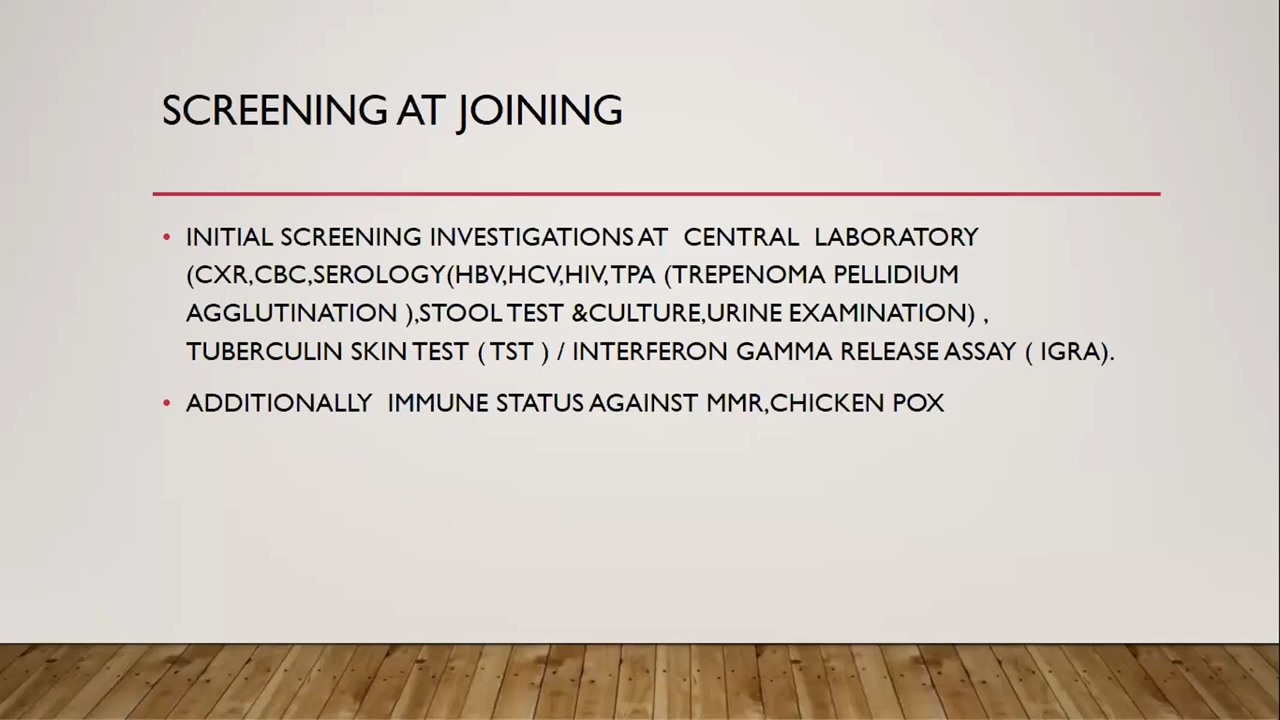 SCREENING AT JOINING
• INITIAL SCREENING INVESTIGATIONS AT CENTRAL LABORATORY
(CXR,CBC,SEROLOGY(HBV,HCV,HIV,TPA (TREPENOMA PELLIDIUM
AGGLUTINATION ),STOOL TEST &CULTURE,URINE EXAMINATION) ,
TUBERCULIN SKIN TEST ( TST ) / INTERFERON GAMMA RELEASE ASSAY ( IGRA).
• ADDITIONALLY IMMUNE STATUS AGAINST MMR,CHICKEN POX